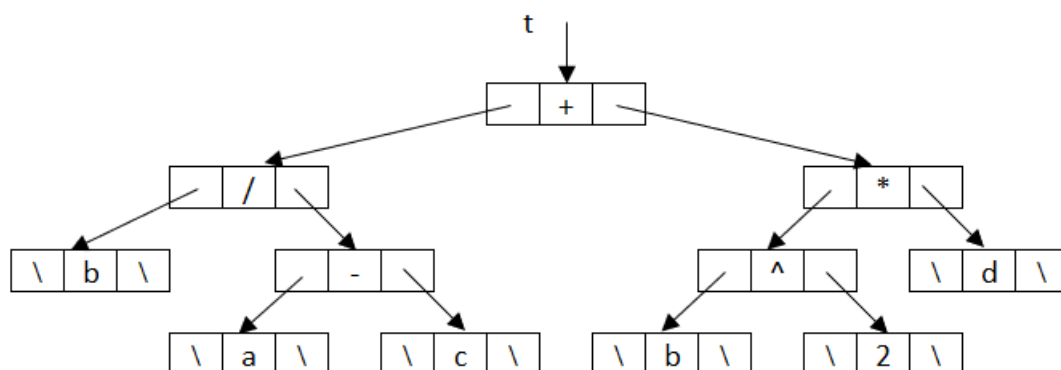 t
+
/ *
\ b \ - ^ \ d \
\ a \ \ c \ \ b \ \ 2 \